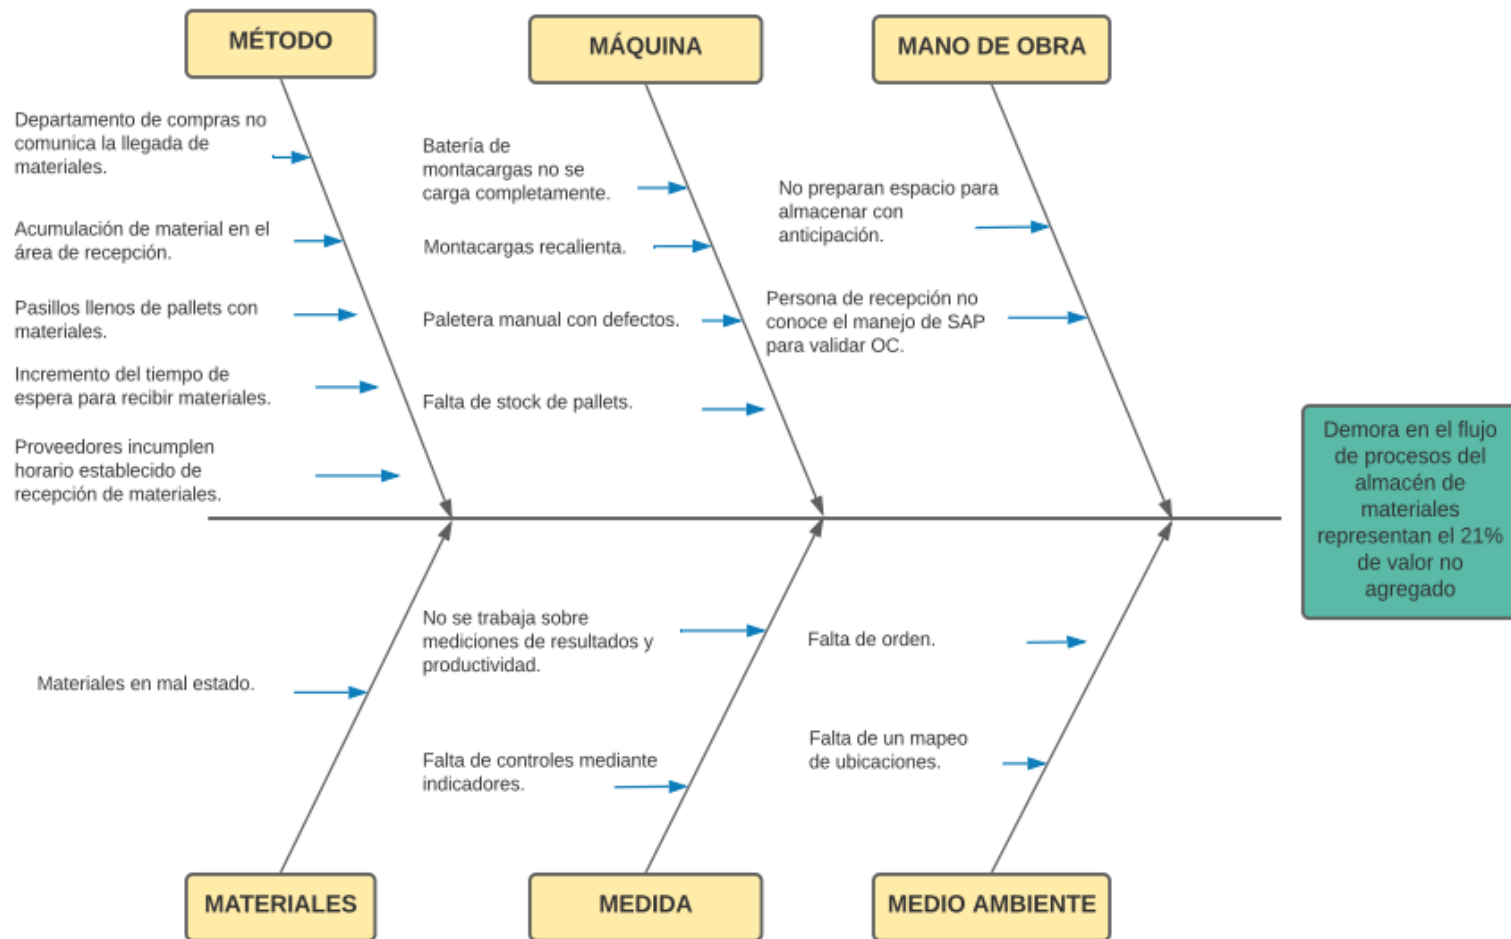 MÉTODO
MÁQUINA
MANO DE OBRA
Departamento de compras no
comunica la llegada de
materiales.
Acumulación de material en el
área de recepción.
Pasillos llenos de pallets con
materiales.
Incremento del tiempo de
espera para recibir materiales.
Proveedores incumplen
horario establecido de
recepción de materiales.
Batería de
montacargas no se
carga completamente.
Montacargas recalienta.
Paletera manual con defectos.
Falta de stock de pallets.
No preparan espacio para
almacenar con
anticipación.
Persona de recepción no
conoce el manejo de SAP
para validar OC.
Demora en el flujo
de procesos del
almacén de
materiales
representan el 21%
de valor no
agregado
Materiales en mal estado.
No se trabaja sobre
mediciones de resultados y
productividad.
Falta de controles mediante
indicadores.
Falta de orden.
Falta de un mapeo
de ubicaciones.
MATERIALES
MEDIDA
MEDIO AMBIENTE